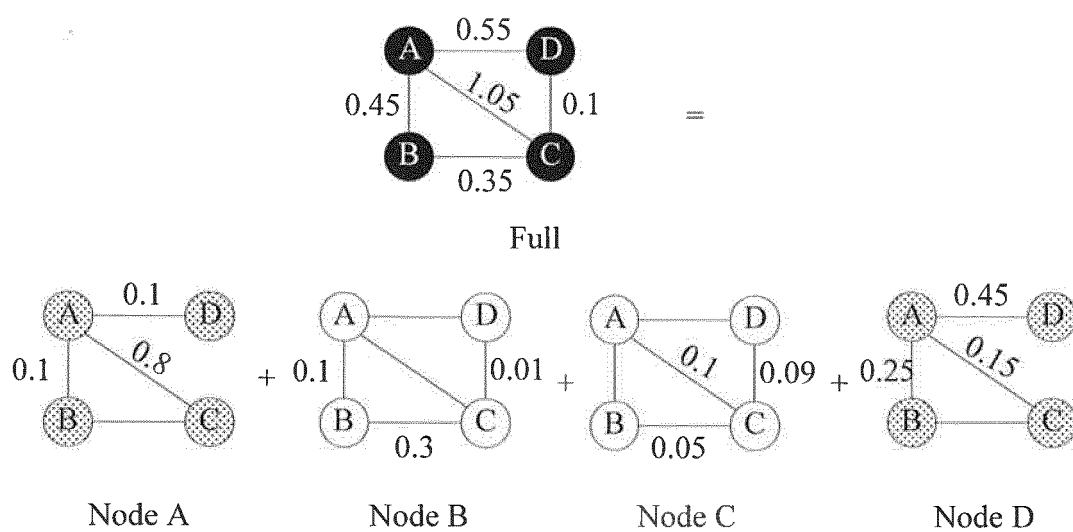 0.55
A D
0.45 1.05 0.1 =
B C
0.35
Full
0.1 0.45
A D A D A D A D
0.1 0.8 + 0.1 0.01 + 0.1 0.09 + 0.25 0.15
B C B C B C B C
0.3 0.05
Node A Node B Node C Node D